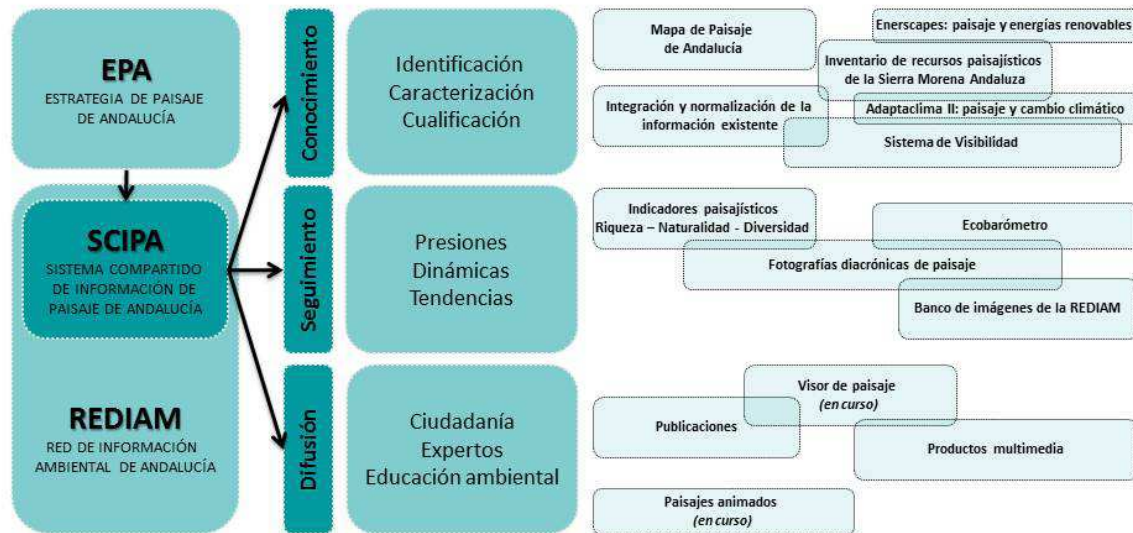 EPA
ESTRATEGIA DE PAISAJE
DE ANDALUCÍA
SCIPA
SISTEMA COMPARTIDO
DE INFORMACIÓN DE
PAISAJE DE ANDALUCÍA
REDIAM
RED DE INFORMACIÓN
AMBIENTAL DE ANDALUCÍA
Conocimiento
Identificación
Caracterización
Cualificación
Mapa de Paisaje
de Andalucía
Enerscapes: paisaje y energías renovables
Inventario de recursos paisajísticos
de la Sierra Morena Andaluza
Integración y normalización de la
información existente
Adaptaclima II: paisaje y cambio climático
Sistema de Visibilidad
Seguimiento
Presiones
Dinámicas
Tendencias
Indicadores paisajísticos
Riqueza – Naturalidad - Diversidad
Ecobarómetro
Fotografías diacrónicas de paisaje
Banco de imágenes de la REDIAM
Difusión
Ciudadanía
Expertos
Educación ambiental
Visor de paisaje
(en curso)
Publicaciones
Productos multimedia
Paisajes animados
(en curso)